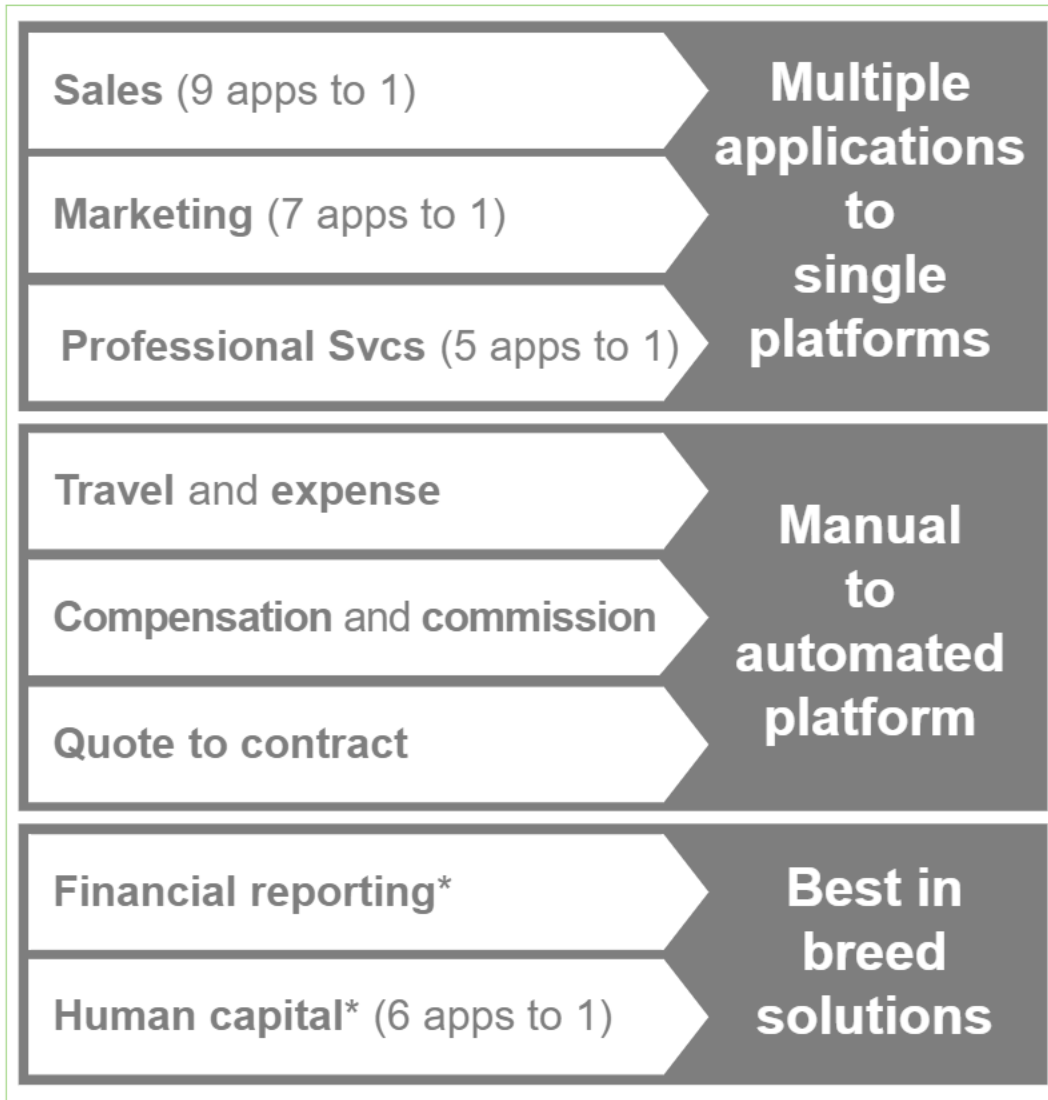 Sales (9 apps to 1)
Marketing (7 apps to 1)
Professional Svcs (5 apps to 1)
Multiple
applications
to
single
platforms
Travel and expense
Compensation and commission
Quote to contract
Manual
to
automated
platform
Financial reporting*
Human capital* (6 apps to 1)
Best in
breed
solutions